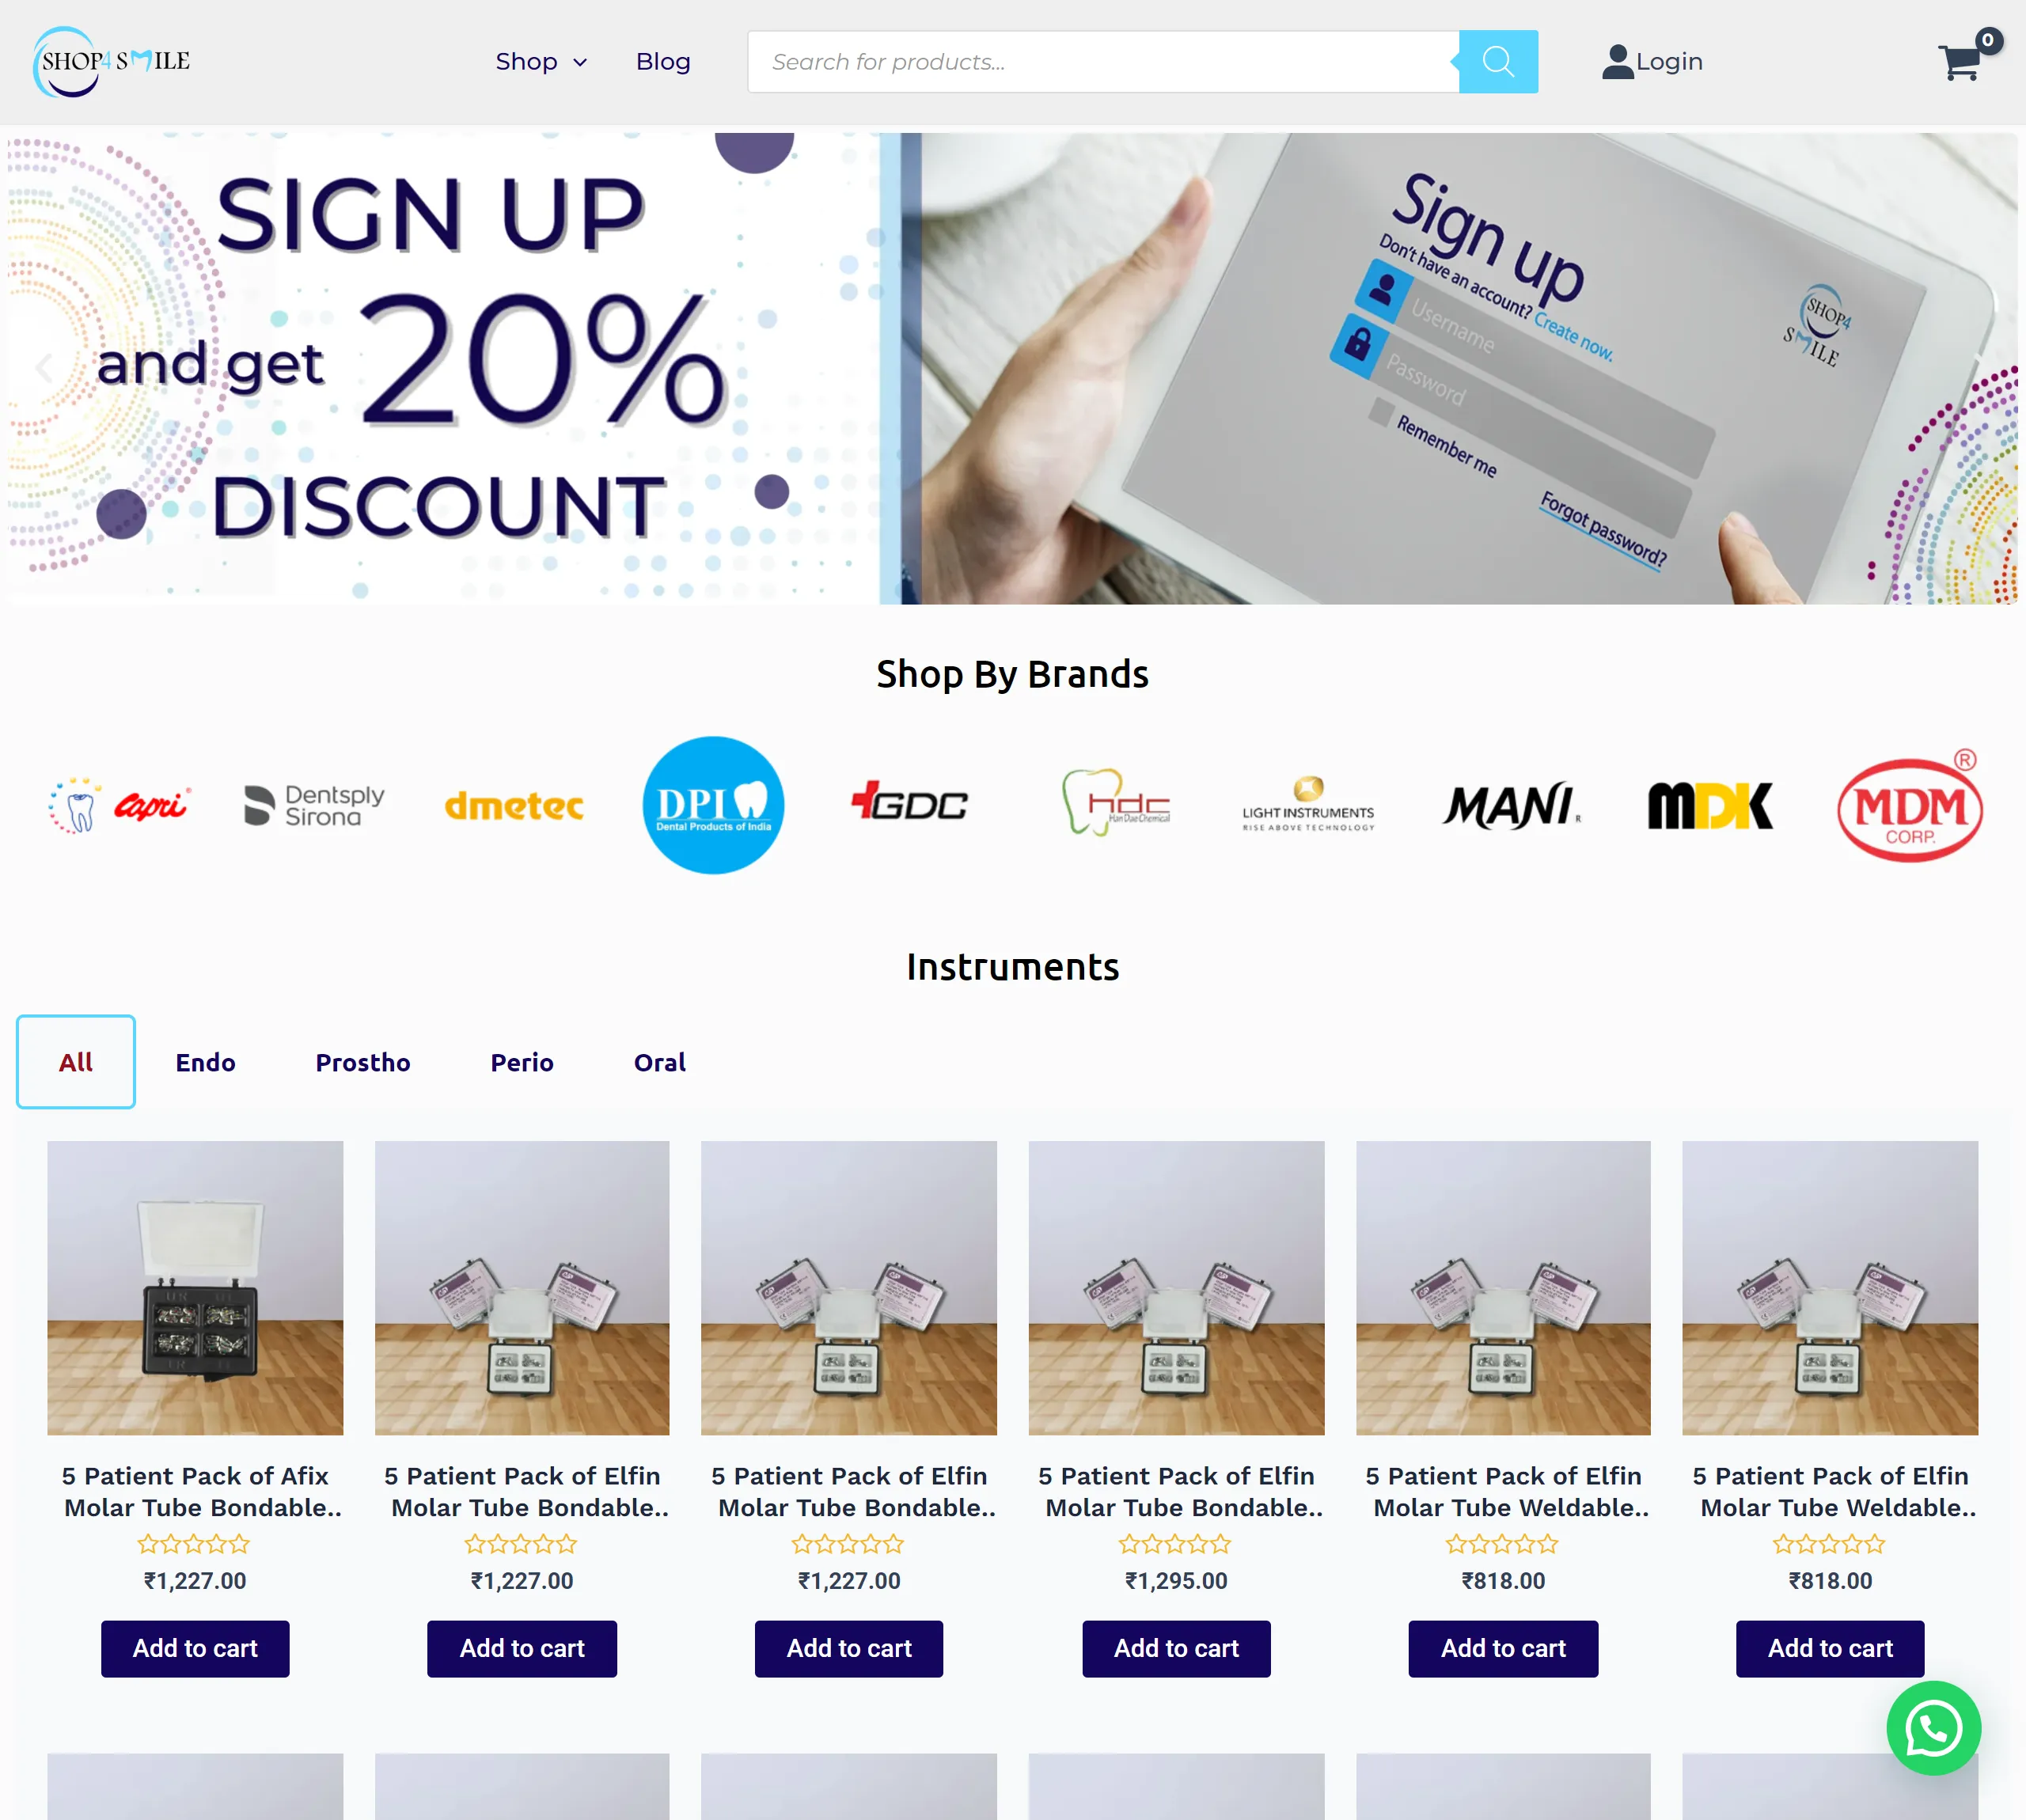 SHOP4 SMILE
Shop
Blog
Search for products...
Login
0
SIGN UP
and get 20%
DISCOUNT
Sign up
Don't have an account? Create now.
Username
Password
Remember me
Forgot password?
SHOP4
SMILE
Shop By Brands
capri
Dentsply
Sirona
dmetec
DPI
Dental Products of India
GDC
hdc
Han Dae Chemical
LIGHT INSTRUMENTS
RISE ABOVE TECHNOLOGY
MANI
MDK
MDM
CORP.
Instruments
All
Endo
Prostho
Perio
Oral
5 Patient Pack of Afix
Molar Tube Bondable..
₹1,227.00
Add to cart
5 Patient Pack of Elfin
Molar Tube Bondable..
₹1,227.00
Add to cart
5 Patient Pack of Elfin
Molar Tube Bondable..
₹1,227.00
Add to cart
5 Patient Pack of Elfin
Molar Tube Bondable..
₹1,295.00
Add to cart
5 Patient Pack of Elfin
Molar Tube Weldable..
₹818.00
Add to cart
5 Patient Pack of Elfin
Molar Tube Weldable..
₹818.00
Add to cart